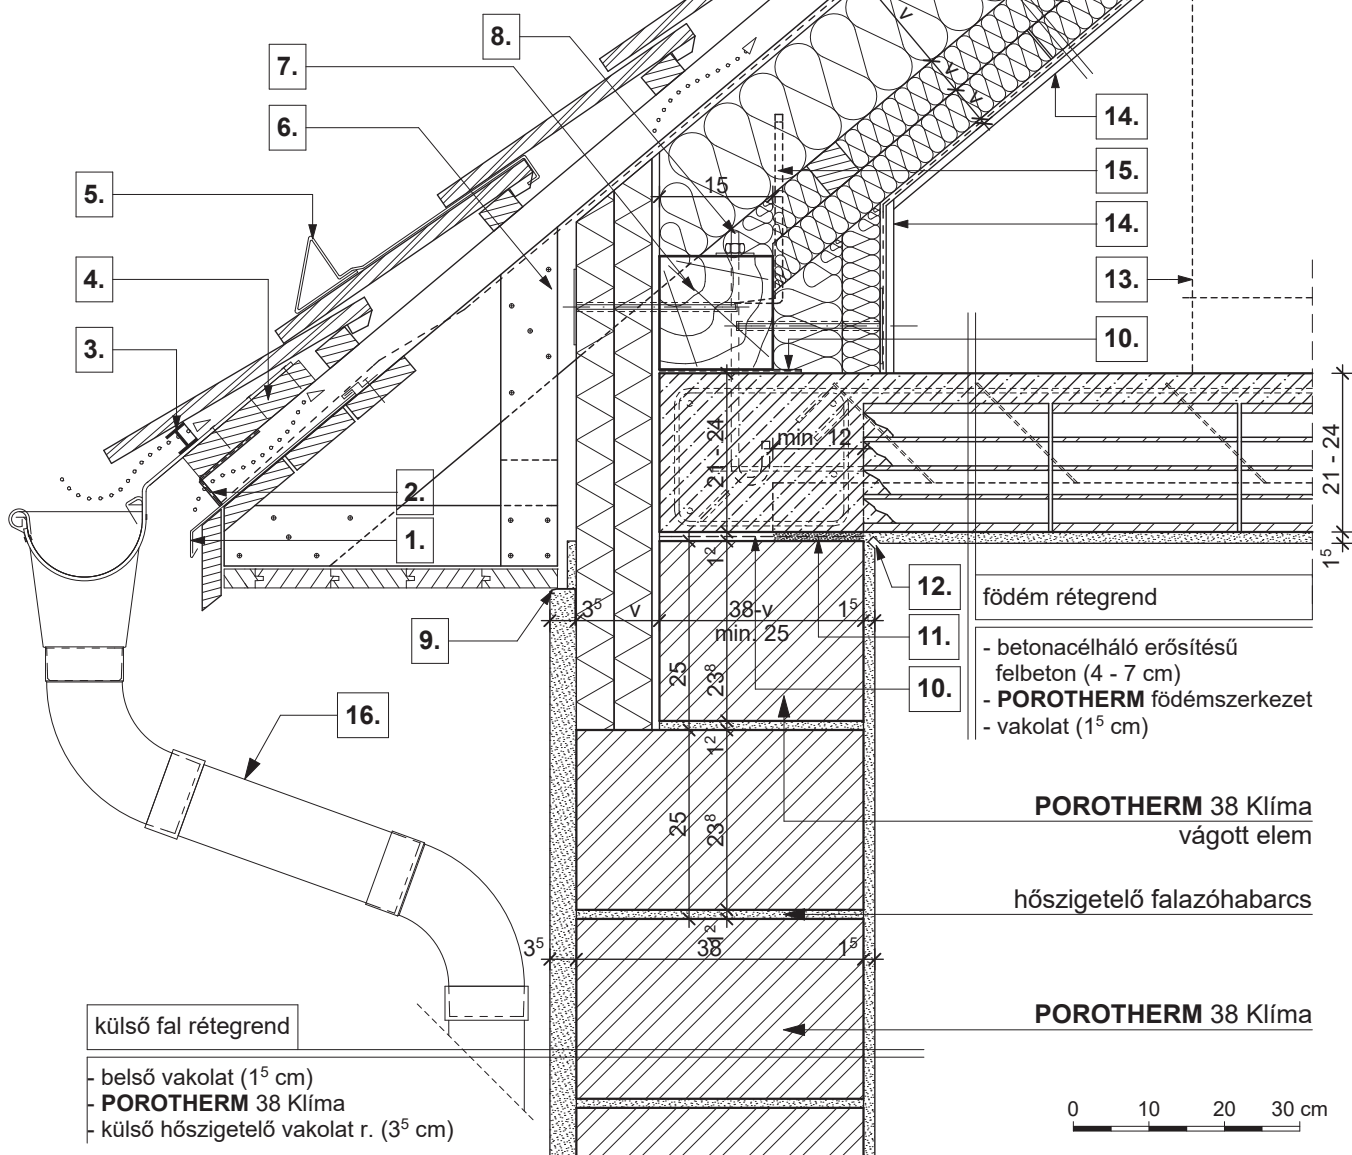 8.
7.
6.
5.
4.
3.
2.
1.
9.
16.
14.
15.
14.
13.
10.
12.
11.
10.
v
v
v
15
21 - 24
min. 12
21 - 24
1⁵
1²
3⁵
v
38-v
min. 25
1⁵
25
23⁸
1²
25
23⁸
1²
3⁵
38
1⁵
födém rétegrend
- betonacélháló erősítésű
felbeton (4 - 7 cm)
- POROTHERM födémszerkezet
- vakolat (1⁵ cm)
POROTHERM 38 Klíma
vágott elem
hőszigetelő falazóhabarcs
POROTHERM 38 Klíma
külső fal rétegrend
- belső vakolat (1⁵ cm)
- POROTHERM 38 Klíma
- külső hőszigetelő vakolat r. (3⁵ cm)
0 10 20 30 cm